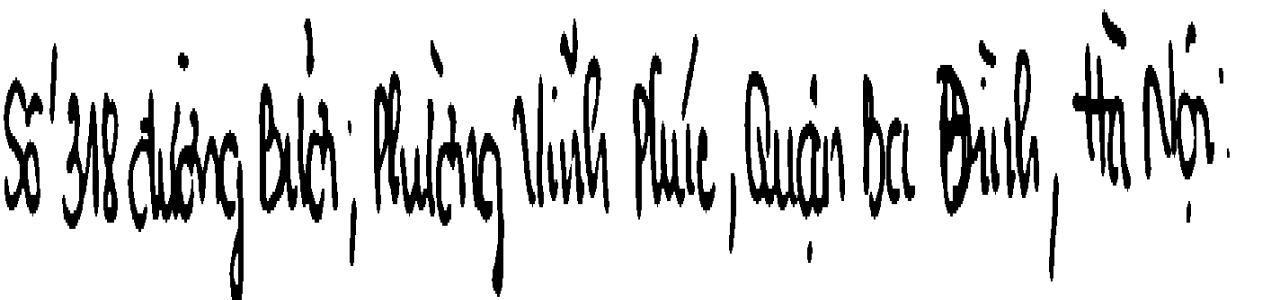 Số 318 đường Bưởi, Phường Vĩnh Phúc, Quận Ba Đình, Hà Nội.